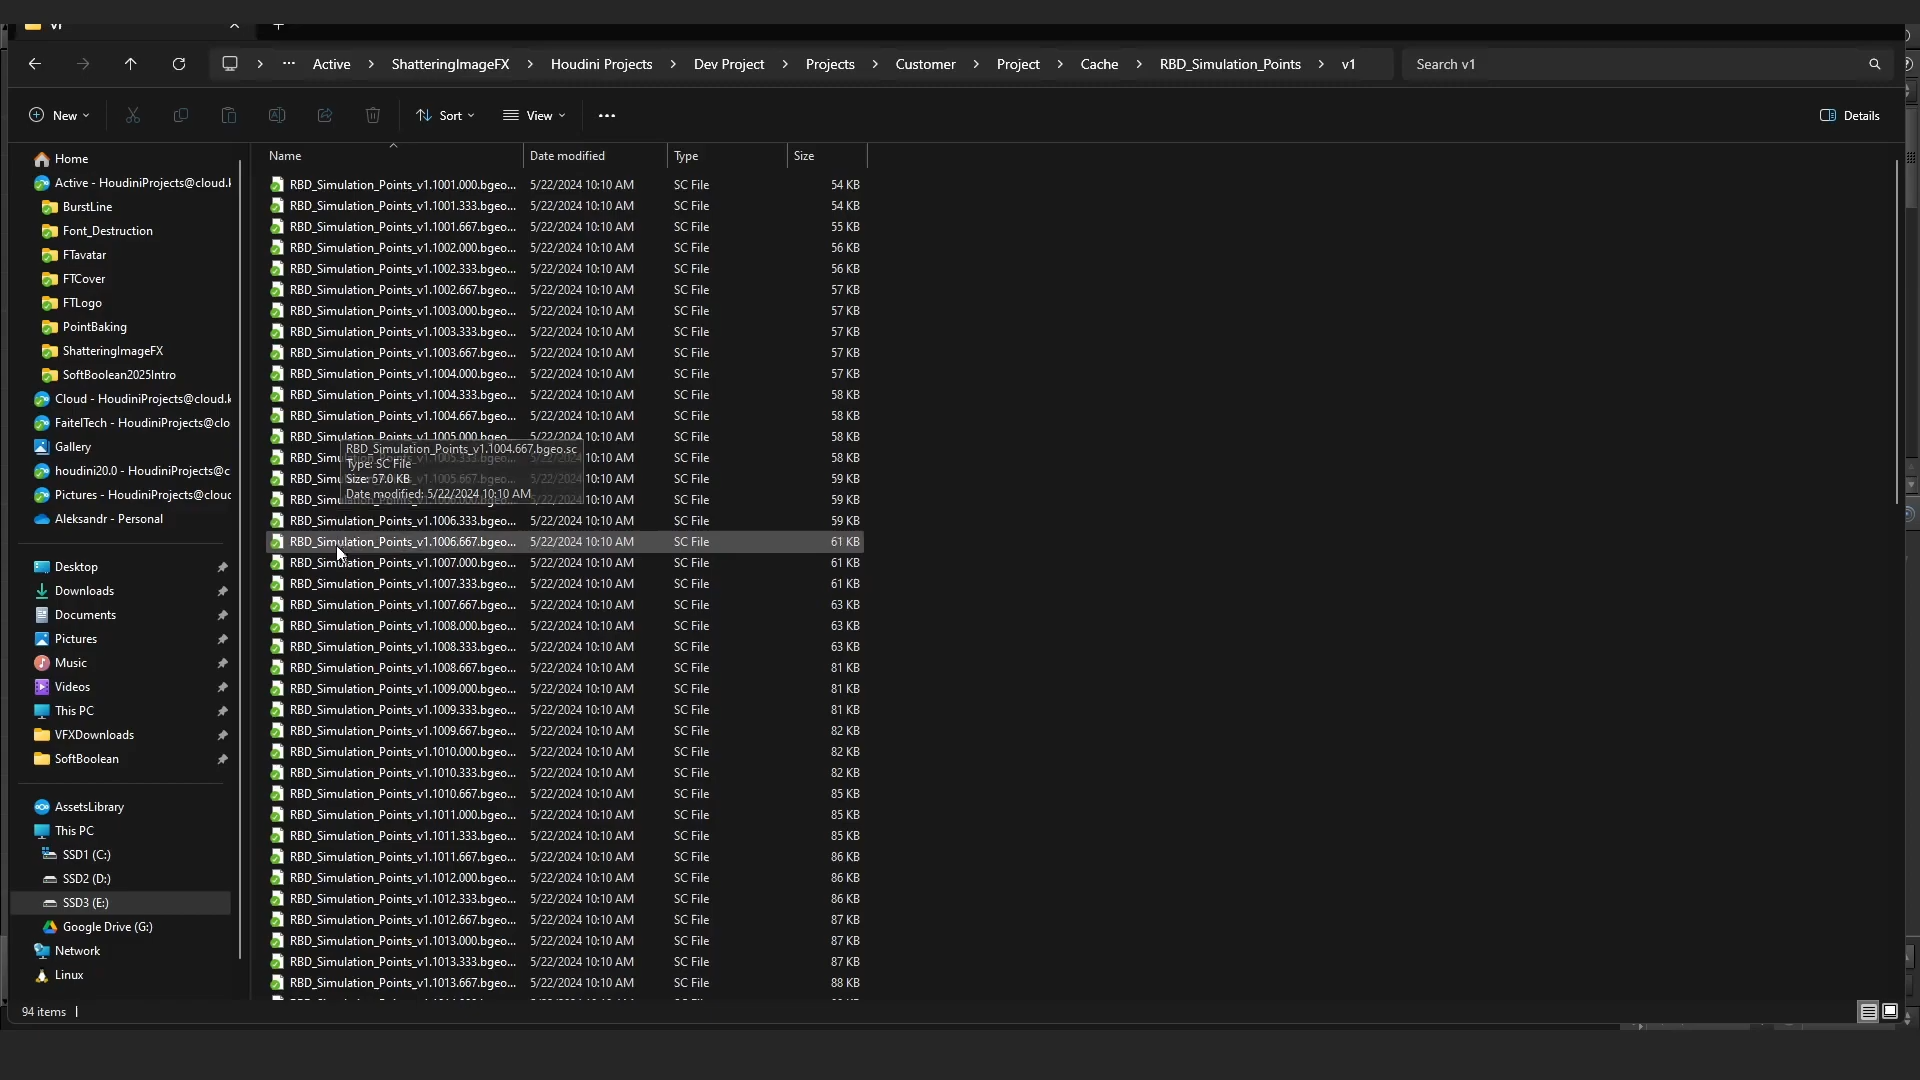 v1
Active ShatteringImageFX Houdini Projects Dev Project Projects Customer Project Cache RBD_Simulation_Points v1 Search v1
New Sort View Details
Name Date modified Type Size
Home
Active - HoudiniProjects@cloud.k
BurstLine
Font_Destruction
FTavatar
FTCover
FTLogo
PointBaking
ShatteringImageFX
SoftBoolean2025Intro
Cloud - HoudiniProjects@cloud.k
FaitelTech - HoudiniProjects@clo
Gallery
houdini20.0 - HoudiniProjects@c
Pictures - HoudiniProjects@cloud
Aleksandr - Personal
Desktop
Downloads
Documents
Pictures
Music
Videos
This PC
VFXDownloads
SoftBoolean
AssetsLibrary
This PC
SSD1 (C:)
SSD2 (D:)
SSD3 (E:)
Google Drive (G:)
Network
Linux
RBD_Simulation_Points_v1.1001.000.bgeo... 5/22/2024 10:10 AM SC File 54 KB
RBD_Simulation_Points_v1.1001.333.bgeo... 5/22/2024 10:10 AM SC File 54 KB
RBD_Simulation_Points_v1.1001.667.bgeo... 5/22/2024 10:10 AM SC File 55 KB
RBD_Simulation_Points_v1.1002.000.bgeo... 5/22/2024 10:10 AM SC File 56 KB
RBD_Simulation_Points_v1.1002.333.bgeo... 5/22/2024 10:10 AM SC File 56 KB
RBD_Simulation_Points_v1.1002.667.bgeo... 5/22/2024 10:10 AM SC File 57 KB
RBD_Simulation_Points_v1.1003.000.bgeo... 5/22/2024 10:10 AM SC File 57 KB
RBD_Simulation_Points_v1.1003.333.bgeo... 5/22/2024 10:10 AM SC File 57 KB
RBD_Simulation_Points_v1.1003.667.bgeo... 5/22/2024 10:10 AM SC File 57 KB
RBD_Simulation_Points_v1.1004.000.bgeo... 5/22/2024 10:10 AM SC File 57 KB
RBD_Simulation_Points_v1.1004.333.bgeo... 5/22/2024 10:10 AM SC File 58 KB
RBD_Simulation_Points_v1.1004.667.bgeo... 5/22/2024 10:10 AM SC File 58 KB
RBD_Simulation_Points_v1.1005.000.bgeo... 5/22/2024 10:10 AM SC File 58 KB
RBD_Simulation_Points_v1.1004.667.bgeo.sc
Type: SC File
Size: 57.0 KB
Date modified: 5/22/2024 10:10 AM
RBD_Simu 10:10 AM SC File 58 KB
RBD_Simu 10:10 AM SC File 59 KB
RBD_Simu 10:10 AM SC File 59 KB
RBD_Simulation_Points_v1.1006.333.bgeo... 5/22/2024 10:10 AM SC File 59 KB
RBD_Simulation_Points_v1.1006.667.bgeo... 5/22/2024 10:10 AM SC File 61 KB
RBD_Simulation_Points_v1.1007.000.bgeo... 5/22/2024 10:10 AM SC File 61 KB
RBD_Simulation_Points_v1.1007.333.bgeo... 5/22/2024 10:10 AM SC File 61 KB
RBD_Simulation_Points_v1.1007.667.bgeo... 5/22/2024 10:10 AM SC File 63 KB
RBD_Simulation_Points_v1.1008.000.bgeo... 5/22/2024 10:10 AM SC File 63 KB
RBD_Simulation_Points_v1.1008.333.bgeo... 5/22/2024 10:10 AM SC File 63 KB
RBD_Simulation_Points_v1.1008.667.bgeo... 5/22/2024 10:10 AM SC File 81 KB
RBD_Simulation_Points_v1.1009.000.bgeo... 5/22/2024 10:10 AM SC File 81 KB
RBD_Simulation_Points_v1.1009.333.bgeo... 5/22/2024 10:10 AM SC File 81 KB
RBD_Simulation_Points_v1.1009.667.bgeo... 5/22/2024 10:10 AM SC File 82 KB
RBD_Simulation_Points_v1.1010.000.bgeo... 5/22/2024 10:10 AM SC File 82 KB
RBD_Simulation_Points_v1.1010.333.bgeo... 5/22/2024 10:10 AM SC File 82 KB
RBD_Simulation_Points_v1.1010.667.bgeo... 5/22/2024 10:10 AM SC File 85 KB
RBD_Simulation_Points_v1.1011.000.bgeo... 5/22/2024 10:10 AM SC File 85 KB
RBD_Simulation_Points_v1.1011.333.bgeo... 5/22/2024 10:10 AM SC File 85 KB
RBD_Simulation_Points_v1.1011.667.bgeo... 5/22/2024 10:10 AM SC File 86 KB
RBD_Simulation_Points_v1.1012.000.bgeo... 5/22/2024 10:10 AM SC File 86 KB
RBD_Simulation_Points_v1.1012.333.bgeo... 5/22/2024 10:10 AM SC File 86 KB
RBD_Simulation_Points_v1.1012.667.bgeo... 5/22/2024 10:10 AM SC File 87 KB
RBD_Simulation_Points_v1.1013.000.bgeo... 5/22/2024 10:10 AM SC File 87 KB
RBD_Simulation_Points_v1.1013.333.bgeo... 5/22/2024 10:10 AM SC File 87 KB
RBD_Simulation_Points_v1.1013.667.bgeo... 5/22/2024 10:10 AM SC File 88 KB
94 items